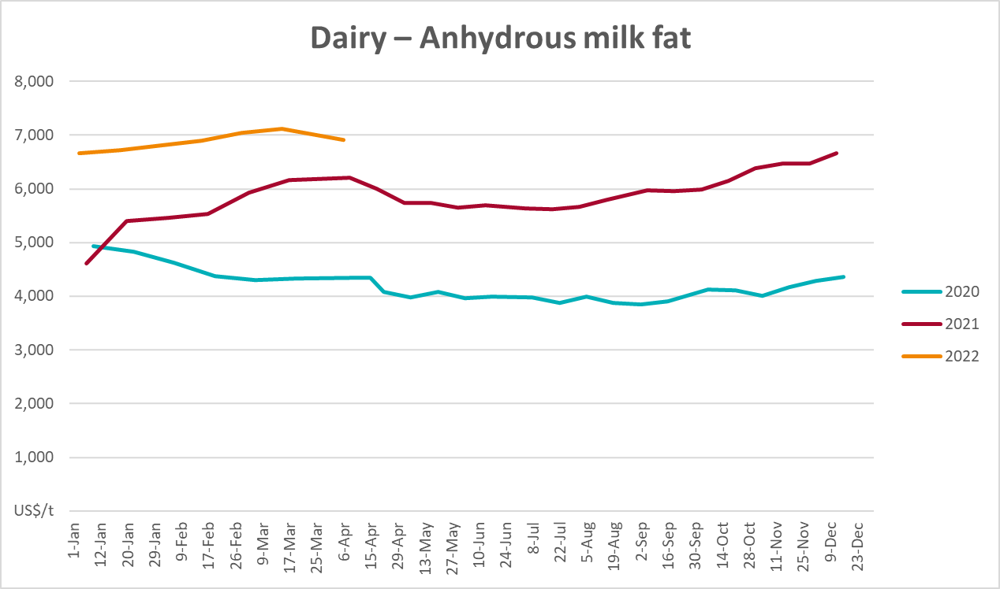 Dairy – Anhydrous milk fat
8,000
7,000
6,000
5,000
4,000
3,000
2,000
1,000
US$/t
1-Jan
12-Jan
20-Jan
29-Jan
9-Feb
17-Feb
26-Feb
9-Mar
17-Mar
25-Mar
6-Apr
15-Apr
29-Apr
13-May
27-May
10-Jun
24-Jun
8-Jul
22-Jul
5-Aug
19-Aug
2-Sep
16-Sep
30-Sep
14-Oct
28-Oct
11-Nov
25-Nov
9-Dec
23-Dec
2020
2021
2022